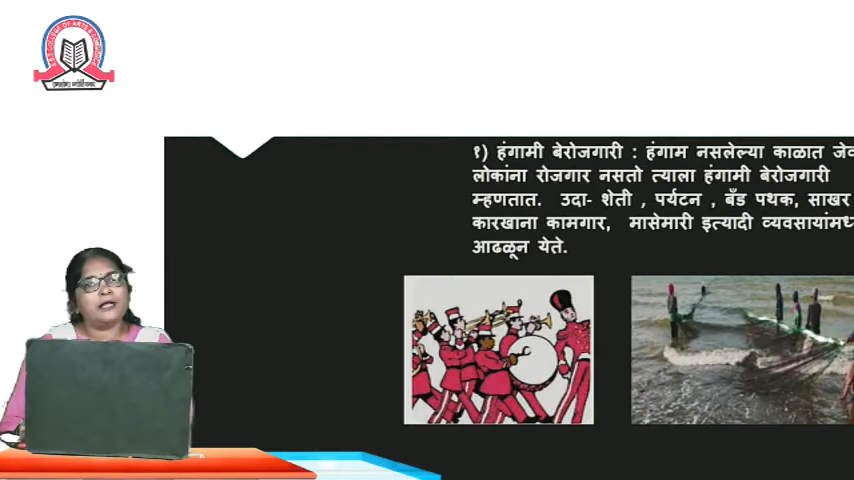 १) हंगामी बेरोजगारी : हंगाम नसलेल्या काळात
लोकांना रोजगार नसतो त्याला हंगामी बेरोजगारी
म्हणतात. उदा- शेती , पर्यटन , बँड पथक, साखर
कारखाना कामगार, मासेमारी इत्यादी
आढळून येते.